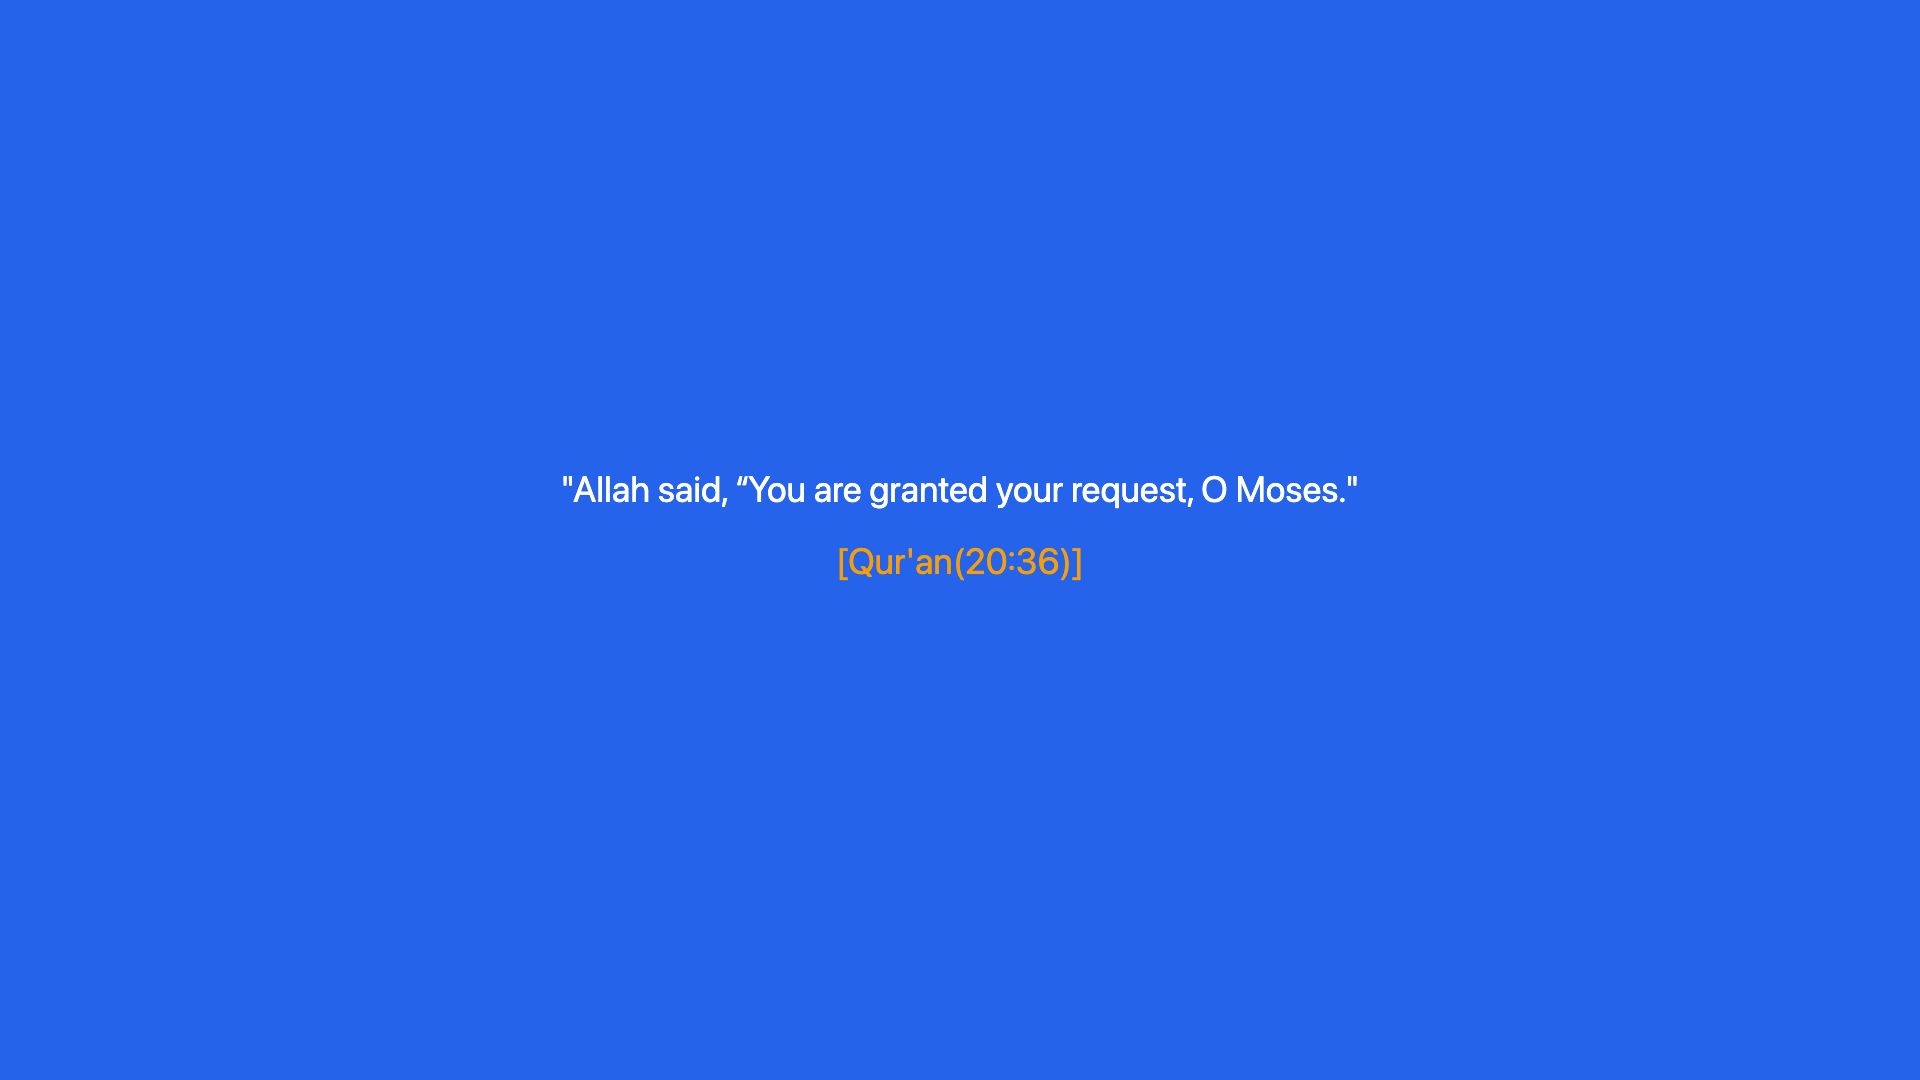 "Allah said, “You are granted your request, O Moses."
[Qur'an(20:36)]